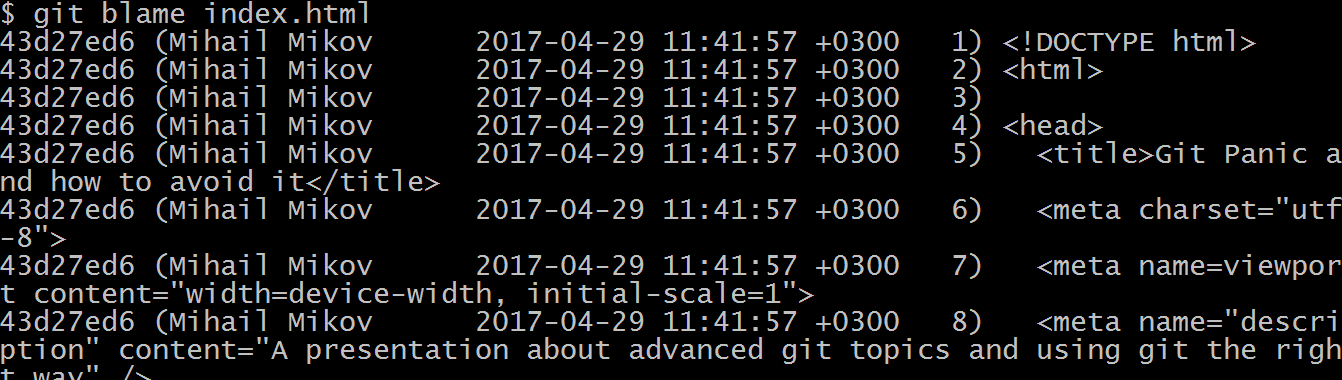 $ git blame index.html
43d27ed6 (Mihail Mikov      2017-04-29 11:41:57 +0300   1) <!DOCTYPE html>
43d27ed6 (Mihail Mikov      2017-04-29 11:41:57 +0300   2) <html>
43d27ed6 (Mihail Mikov      2017-04-29 11:41:57 +0300   3)
43d27ed6 (Mihail Mikov      2017-04-29 11:41:57 +0300   4) <head>
43d27ed6 (Mihail Mikov      2017-04-29 11:41:57 +0300   5)   <title>Git Panic a
nd how to avoid it</title>
43d27ed6 (Mihail Mikov      2017-04-29 11:41:57 +0300   6)   <meta charset="utf
-8">
43d27ed6 (Mihail Mikov      2017-04-29 11:41:57 +0300   7)   <meta name=viewpor
t content="width=device-width, initial-scale=1">
43d27ed6 (Mihail Mikov      2017-04-29 11:41:57 +0300   8)   <meta name="descri
ption" content="A presentation about advanced git topics and using git the righ
t way" />